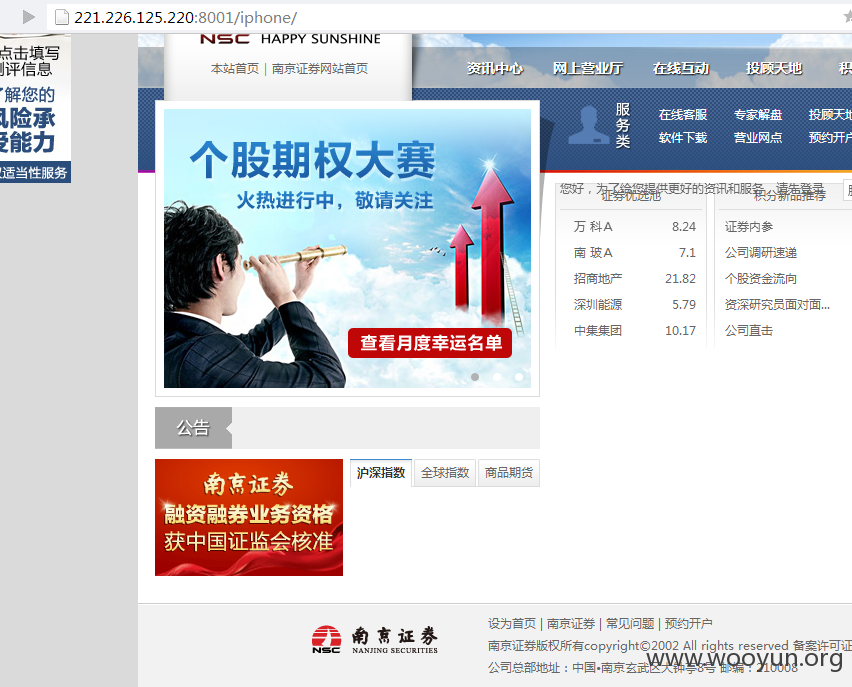 221.226.125.220:8001/iphone/
点击填写
测评信息
了解您的
风险承
受能力
适当性服务
NSC HAPPY SUNSHINE
本站首页 | 南京证券网站首页
资讯中心 网上营业厅 在线互动 投顾天地 积
服务类
在线客服 专家解盘 投顾天地
软件下载 营业网点 预约开户
个股期权大赛
火热进行中，敬请关注
查看月度幸运名单
您好，为了给您提供更好的资讯和服务，请先登录
证券优选池 积分新品推荐
万 科A 8.24 证券内参
南 玻A 7.1 公司调研速递
招商地产 21.82 个股资金流向
深圳能源 5.79 资深研究员面对面...
中集集团 10.17 公司直击
公告
南京证券
融资融券业务资格
获中国证监会核准
沪深指数 全球指数 商品期货
NSC 南京证券
NANJING SECURITIES
设为首页 | 南京证券 | 常见问题 | 预约开户
南京证券版权所有copyright©2002 All rights reserved 备案许可证
公司总部地址：中国•南京玄武区大钟亭8号 邮编：210008
www.wooyun.org